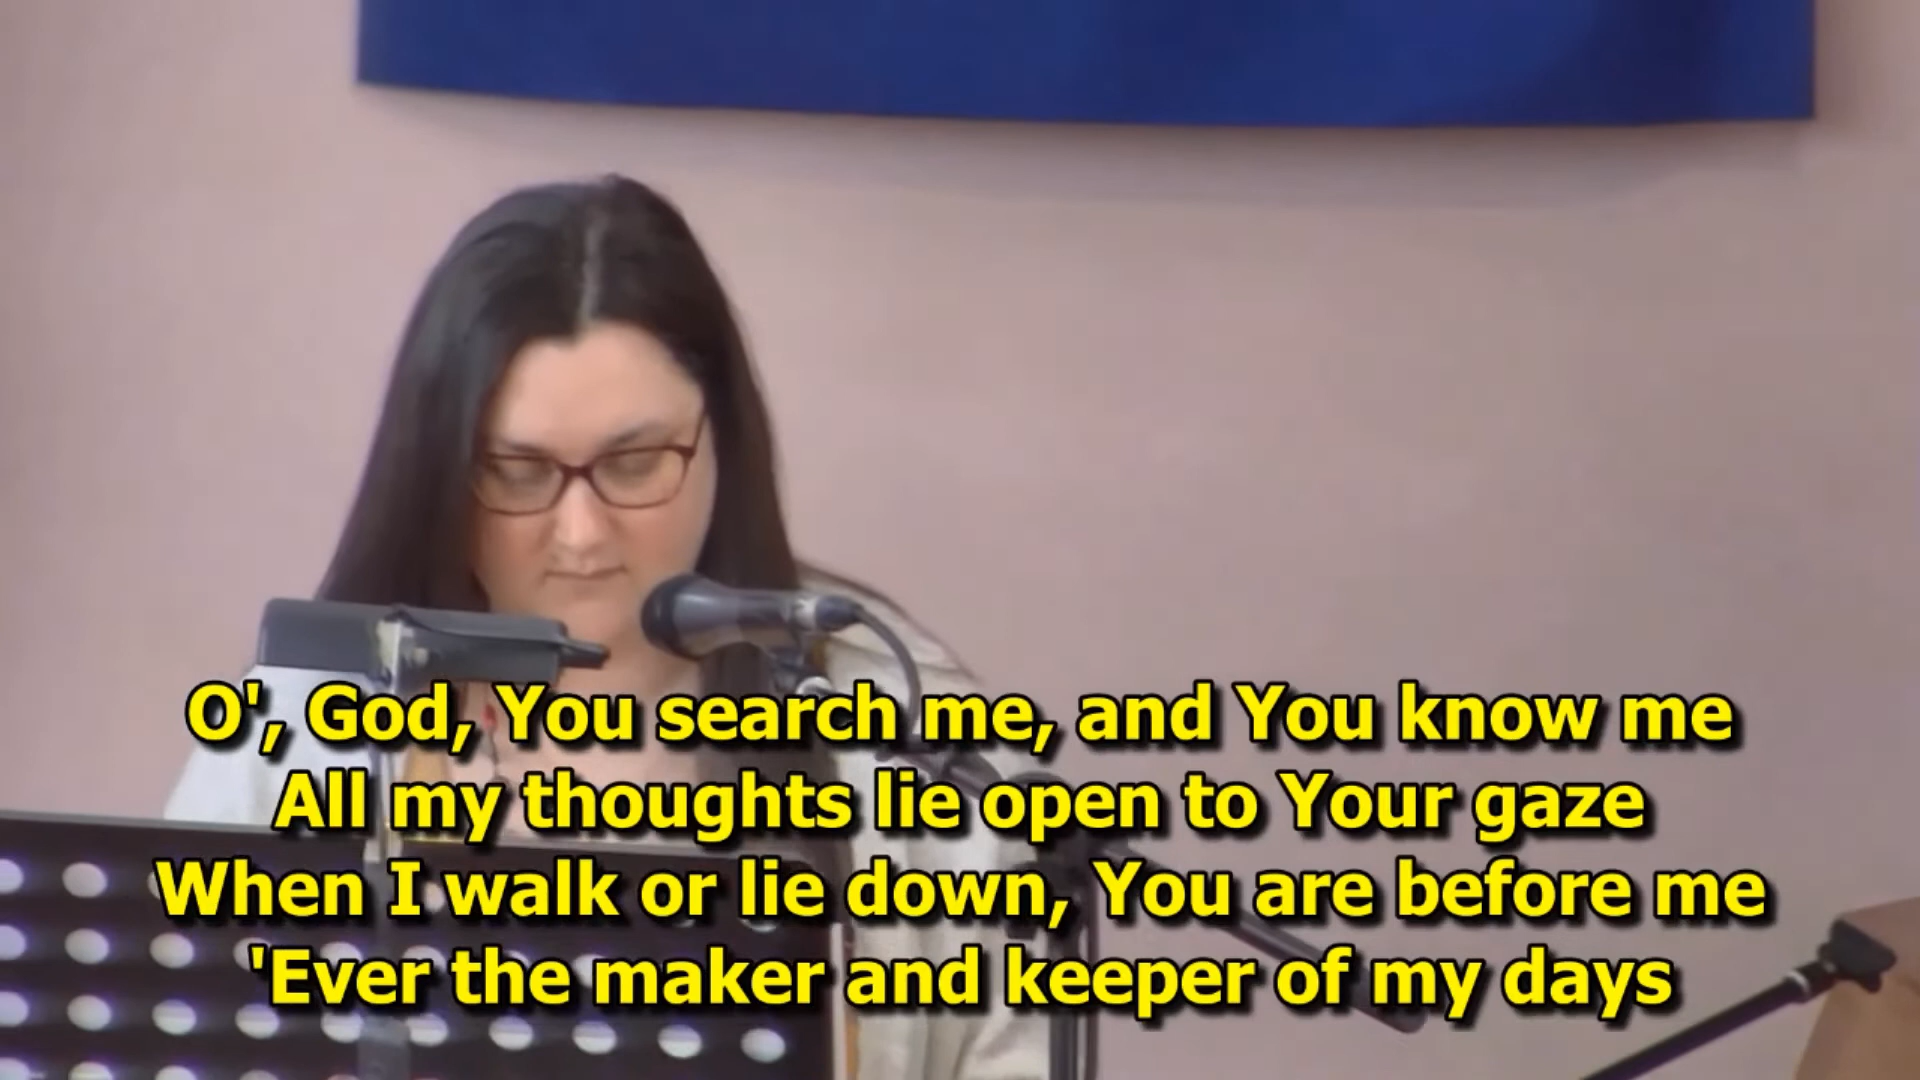 O', God, You search me, and You know me
All my thoughts lie open to Your gaze
When I walk or lie down, You are before me
'Ever the maker and keeper of my days